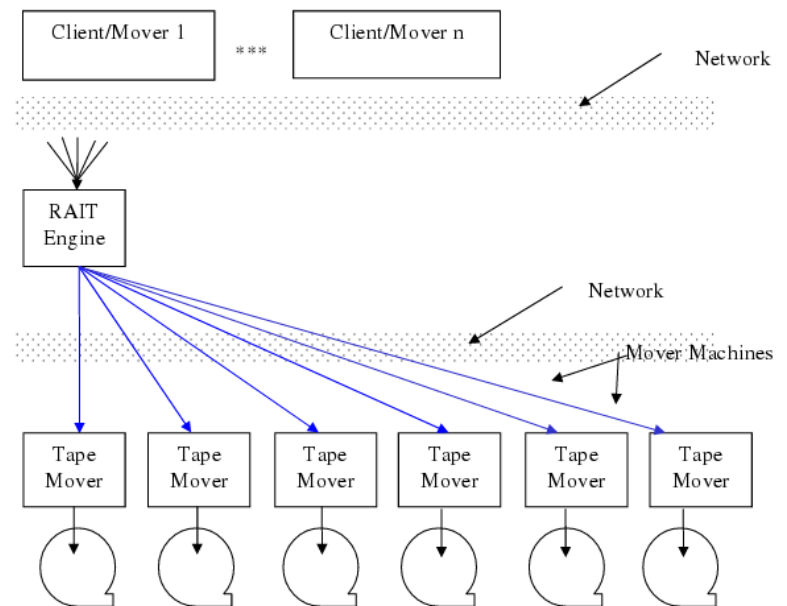 Client/Mover 1
***
Client/Mover n
Network
RAIT
Engine
Network
Mover Machines
Tape
Mover
Tape
Mover
Tape
Mover
Tape
Mover
Tape
Mover
Tape
Mover